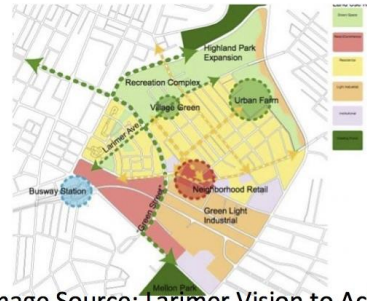 Highland Park
Expansion
Recreation Complex
Village Green
Urban Farm
Larimer Ave
Busway Station
Neighborhood Retail
"Green Street"
Green Light
Industrial
Mellon Park
Image Source: Larimer Vision to Ac